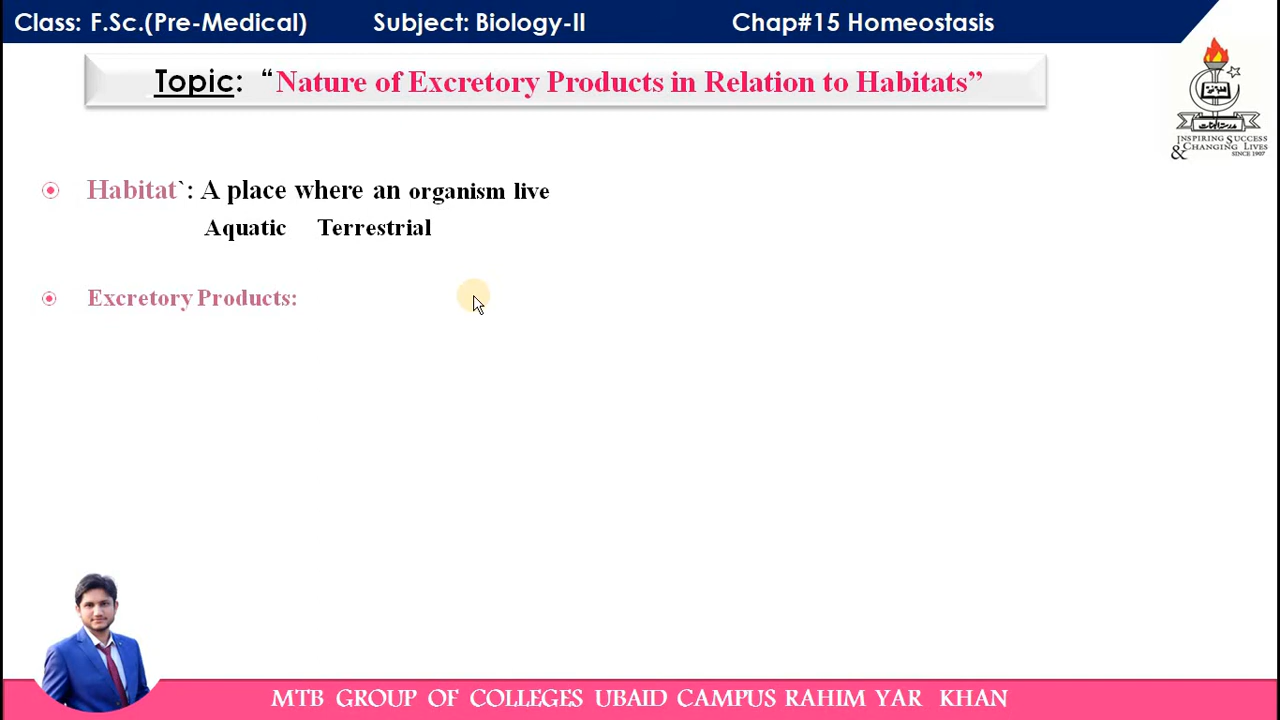 Class: F.Sc.(Pre-Medical) Subject: Biology-II Chap#15 Homeostasis
Topic: “Nature of Excretory Products in Relation to Habitats”
INSPIRING SUCCESS
& CHANGING LIVES
SINCE 1907
Habitat`: A place where an organism live
Aquatic Terrestrial
Excretory Products:
MTB GROUP OF COLLEGES UBAID CAMPUS RAHIM YAR KHAN